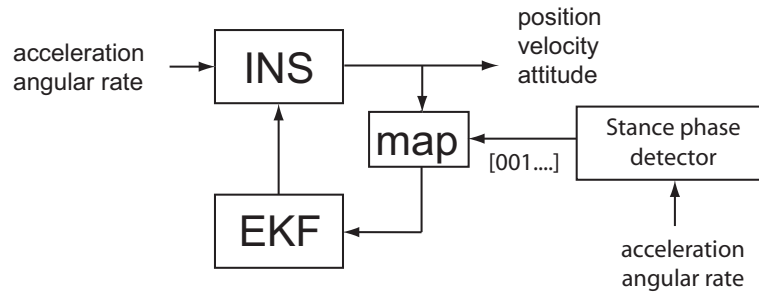 acceleration
angular rate
INS
position
velocity
attitude
map
[001....]
Stance phase
detector
EKF
acceleration
angular rate